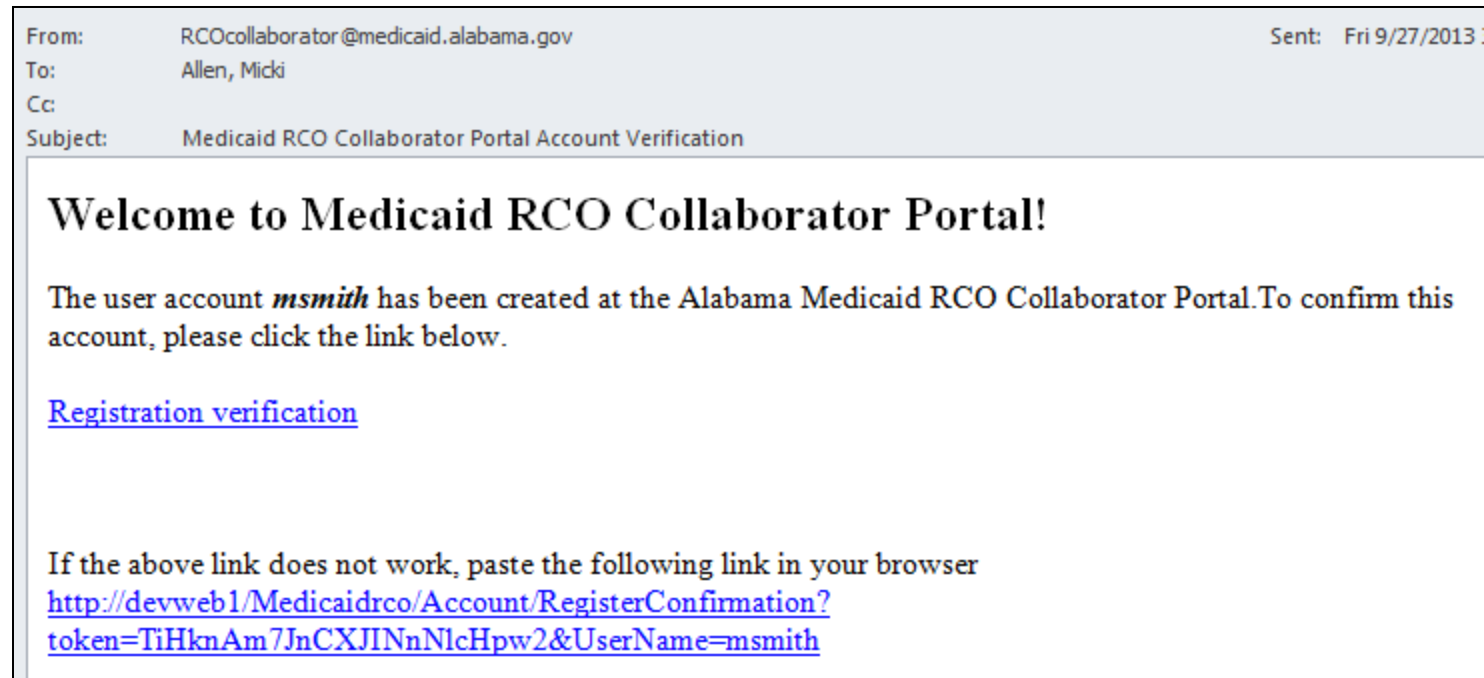 From: RCOcollaborator@medicaid.alabama.gov Sent: Fri 9/27/2013
To: Allen, Micki
Cc:
Subject: Medicaid RCO Collaborator Portal Account Verification
Welcome to Medicaid RCO Collaborator Portal!
The user account msmith has been created at the Alabama Medicaid RCO Collaborator Portal.To confirm this
account, please click the link below.
Registration verification
If the above link does not work, paste the following link in your browser
http://devweb1/Medicaidrco/Account/RegisterConfirmation?
token=TiHknAm7JnCXJINnNlcHpw2&UserName=msmith